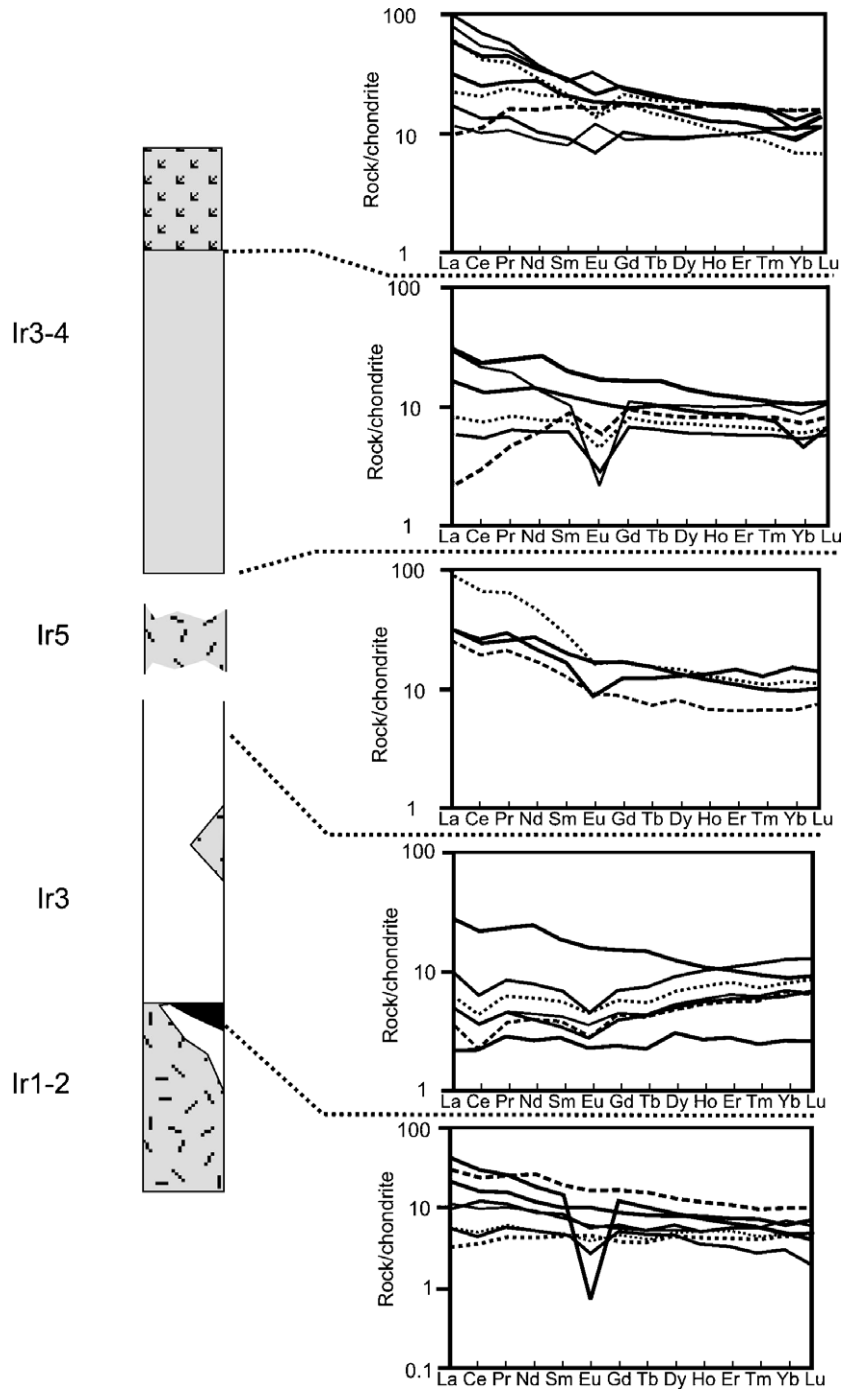 100
Rock/chondrite
10
1
La Ce Pr Nd Sm Eu Gd Tb Dy Ho Er Tm Yb Lu
Ir3-4
100
Rock/chondrite
10
1
La Ce Pr Nd Sm Eu Gd Tb Dy Ho Er Tm Yb Lu
Ir5
100
Rock/chondrite
10
1
La Ce Pr Nd Sm Eu Gd Tb Dy Ho Er Tm Yb Lu
Ir3
100
Rock/chondrite
10
1
La Ce Pr Nd Sm Eu Gd Tb Dy Ho Er Tm Yb Lu
Ir1-2
100
Rock/chondrite
10
1
0.1
La Ce Pr Nd Sm Eu Gd Tb Dy Ho Er Tm Yb Lu